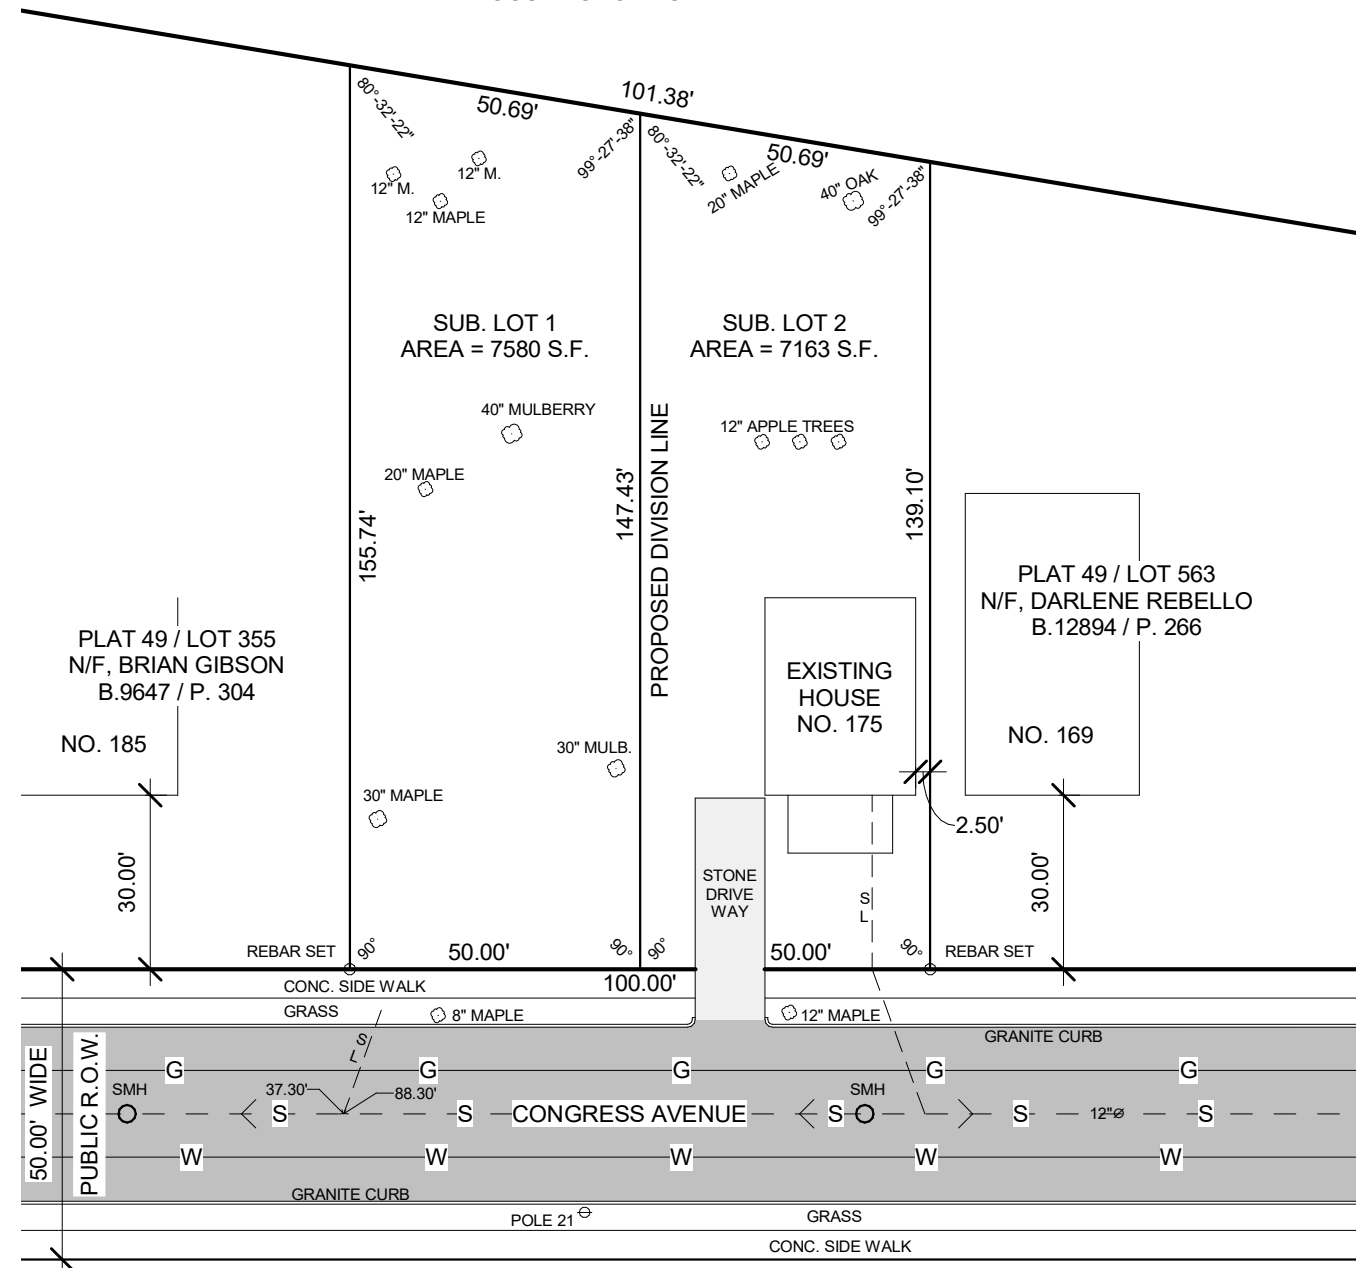 101.38'
50.69'
50.69'
80°-32'-22"
99°-27'-38"
80°-32'-22"
99°-27'-38"
12" M.
12" M.
12" MAPLE
20" MAPLE
40" OAK
SUB. LOT 1
AREA = 7580 S.F.
SUB. LOT 2
AREA = 7163 S.F.
40" MULBERRY
12" APPLE TREES
20" MAPLE
155.74'
147.43'
PROPOSED DIVISION LINE
139.10'
PLAT 49 / LOT 355
N/F, BRIAN GIBSON
B.9647 / P. 304
NO. 185
PLAT 49 / LOT 563
N/F, DARLENE REBELLO
B.12894 / P. 266
NO. 169
EXISTING
HOUSE
NO. 175
30" MULB.
30" MAPLE
2.50'
30.00'
30.00'
STONE
DRIVE
WAY
S
L
REBAR SET
90°
50.00'
90°
90°
50.00'
90°
REBAR SET
100.00'
CONC. SIDE WALK
GRASS
8" MAPLE
12" MAPLE
GRANITE CURB
S
L
50.00' WIDE
PUBLIC R.O.W.
G
G
G
G
G
SMH
37.30'
88.30'
SMH
S
S
CONGRESS AVENUE
S
S
12"⌀
S
W
W
W
W
W
GRANITE CURB
POLE 21
GRASS
CONC. SIDE WALK